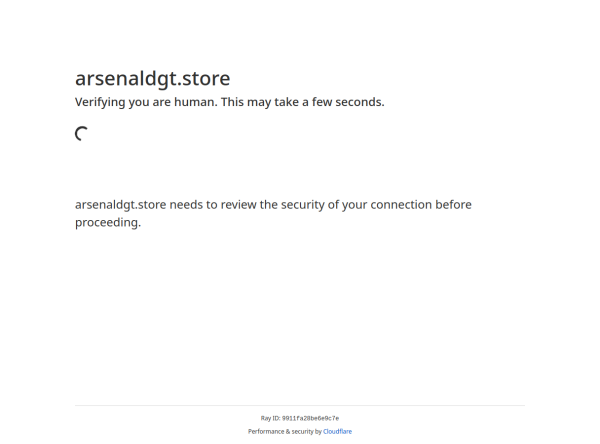 arsenaldgt.store
Verifying you are human. This may take a few seconds.
arsenaldgt.store needs to review the security of your connection before
proceeding.
Ray ID: 9911fa28be6e9c7e
Performance & security by Cloudflare